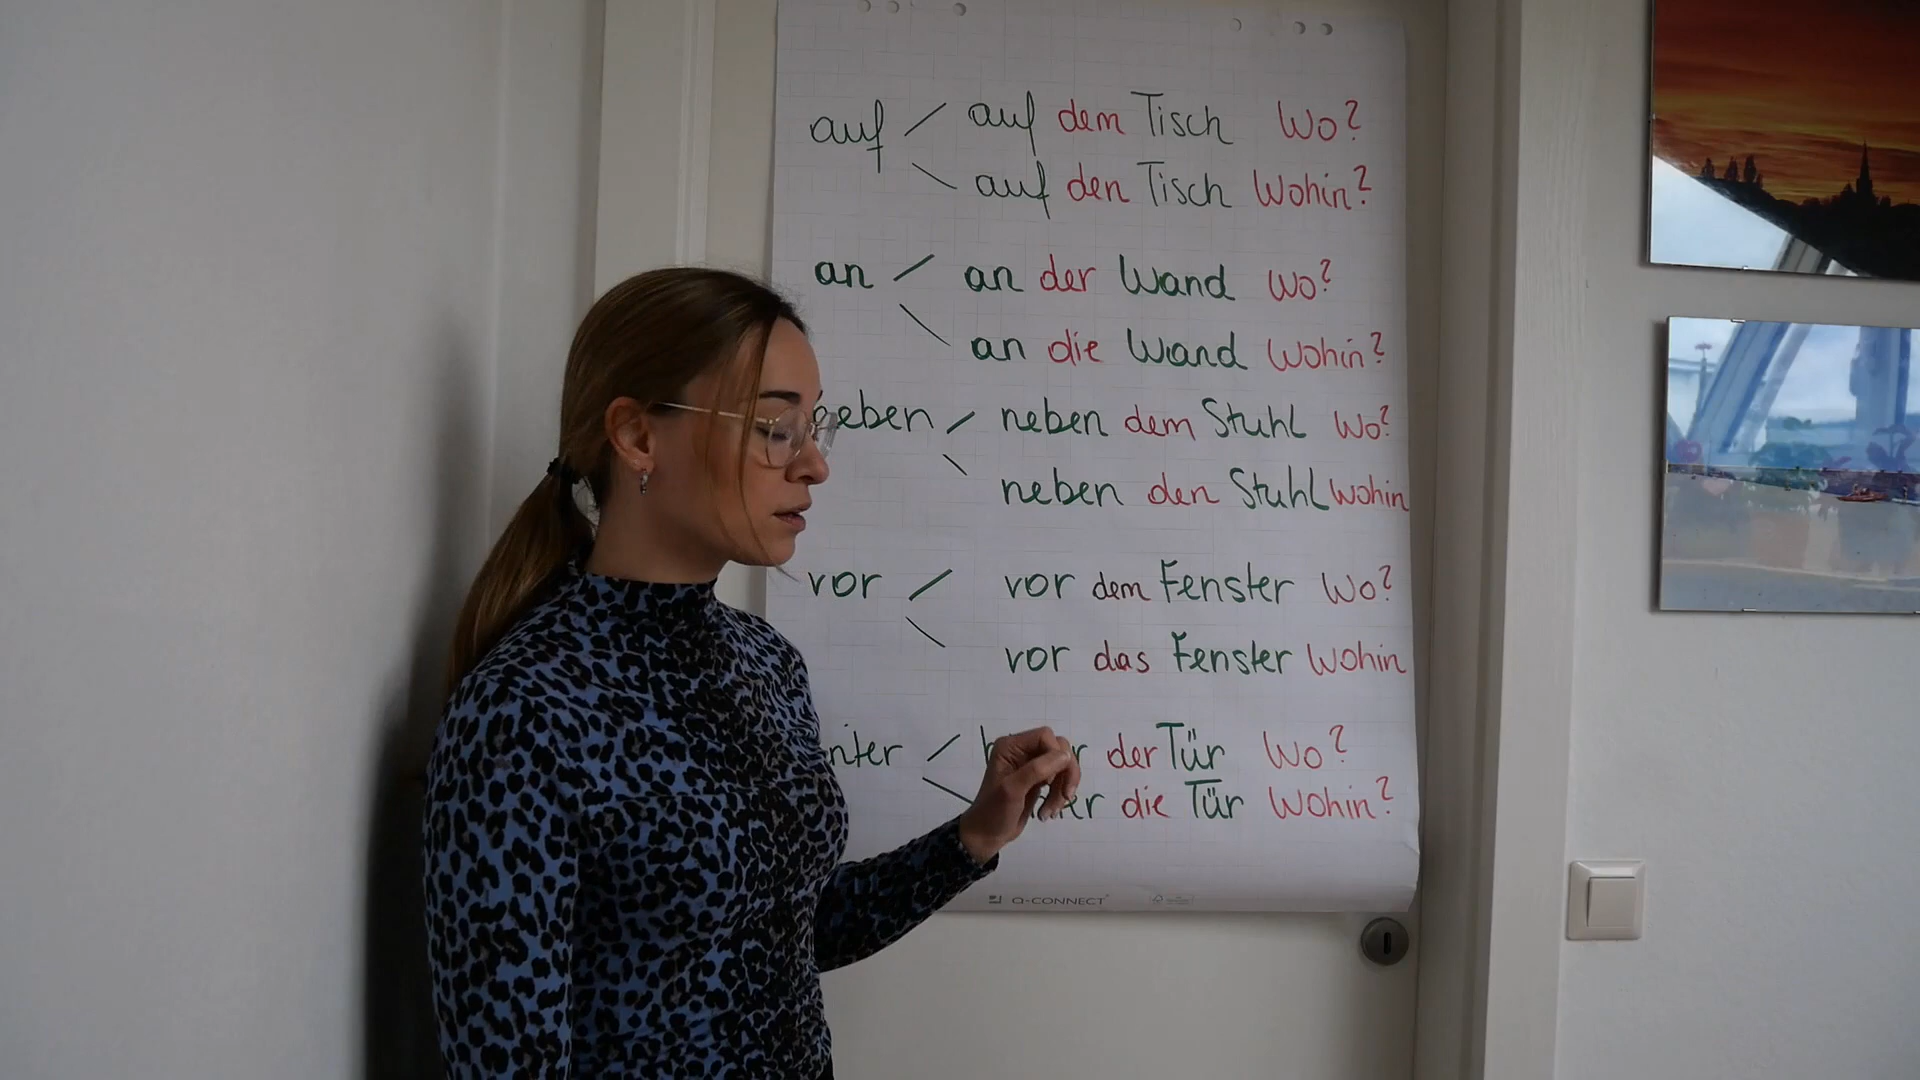 auf / auf dem Tisch Wo?
\ auf den Tisch Wohin?
an / an der Wand Wo?
\ an die Wand Wohin?
/ neben dem Stuhl Wo?
\ neben den Stuhl Wohin
vor / vor dem Fenster Wo?
\ vor das Fenster Wohin
/ der Tür Wo?
\ die Tür Wohin?
Q-CONNECT